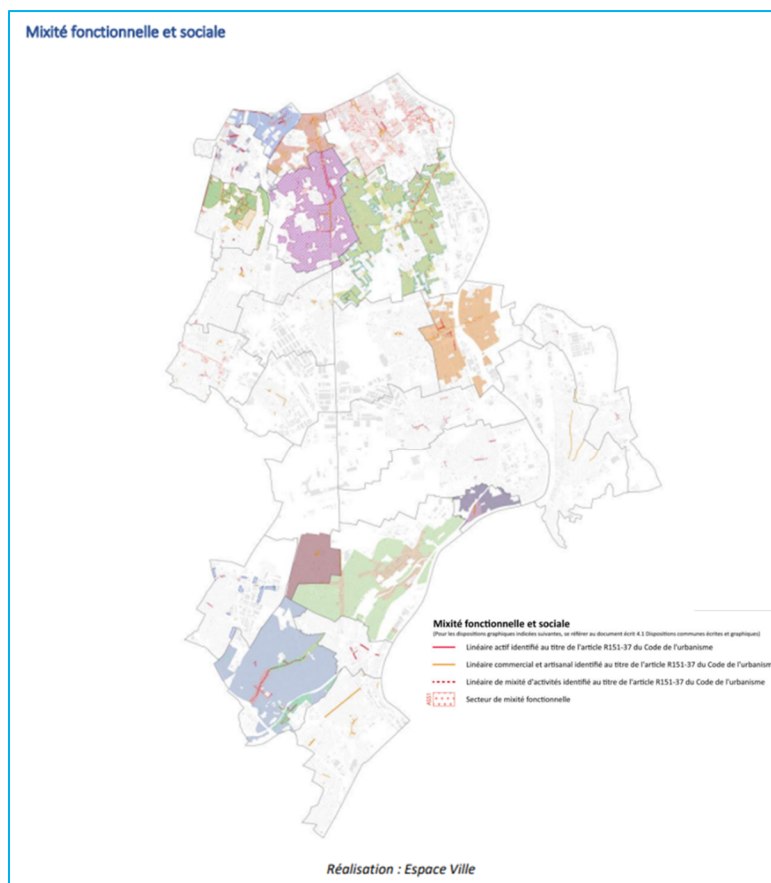 Mixité fonctionnelle et sociale
Mixité fonctionnelle et sociale
(Pour les dispositions graphiques indicées suivantes, se référer au document écrit 4.1 Dispositions communes écrites et graphiques)
Linéaire actif identifié au titre de l'article R151-37 du Code de l'urbanisme
Linéaire commercial et artisanal identifié au titre de l'article R151-37 du Code de l'urbanism
Linéaire de mixité d'activités identifié au titre de l'article R151-37 du Code de l'urbanisme
Secteur de mixité fonctionnelle
Réalisation : Espace Ville